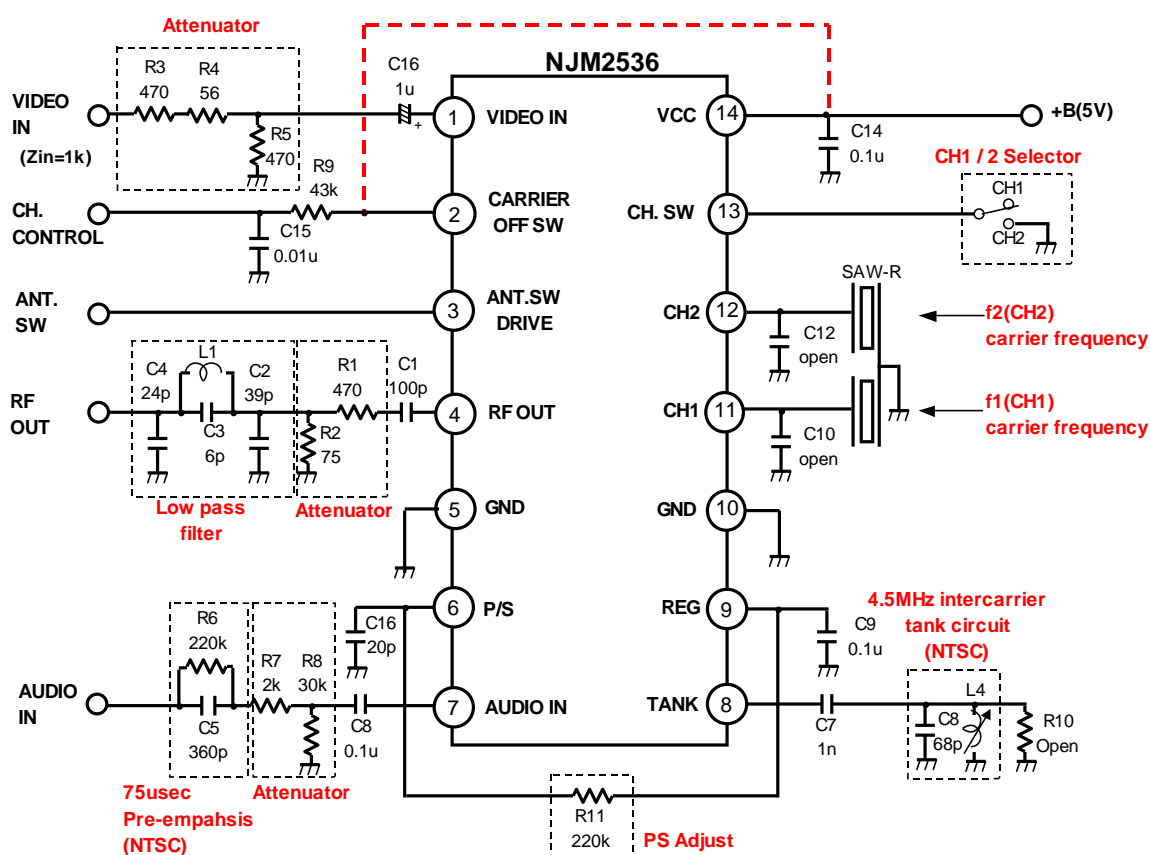 Attenuator
NJM2536
R3
470
R4
56
C16
1u
+
VIDEO
IN
(Zin=1k)
R5
470
1
VIDEO IN
VCC
14
+B(5V)
C14
0.1u
CH1 / 2 Selector
CH1
CH2
R9
43k
CH.
CONTROL
C15
0.01u
2
CARRIER
OFF SW
CH. SW
13
SAW-R
ANT.
SW
3
ANT.SW
DRIVE
CH2
12
C12
open
f2(CH2)
carrier frequency
C4
24p
L1
C2
39p
R1
470
C1
100p
RF
OUT
C3
6p
R2
75
4
RF OUT
CH1
11
C10
open
f1(CH1)
carrier frequency
Low pass
filter
Attenuator
5
GND
GND
10
6
P/S
REG
9
C16
20p
C9
0.1u
4.5MHz intercarrier
tank circuit
(NTSC)
R6
220k
R7
2k
R8
30k
AUDIO
IN
C5
360p
C8
0.1u
7
AUDIO IN
TANK
8
C7
1n
C8
68p
L4
R10
Open
75usec
Pre-empahsis
(NTSC)
Attenuator
R11
220k
PS Adjust